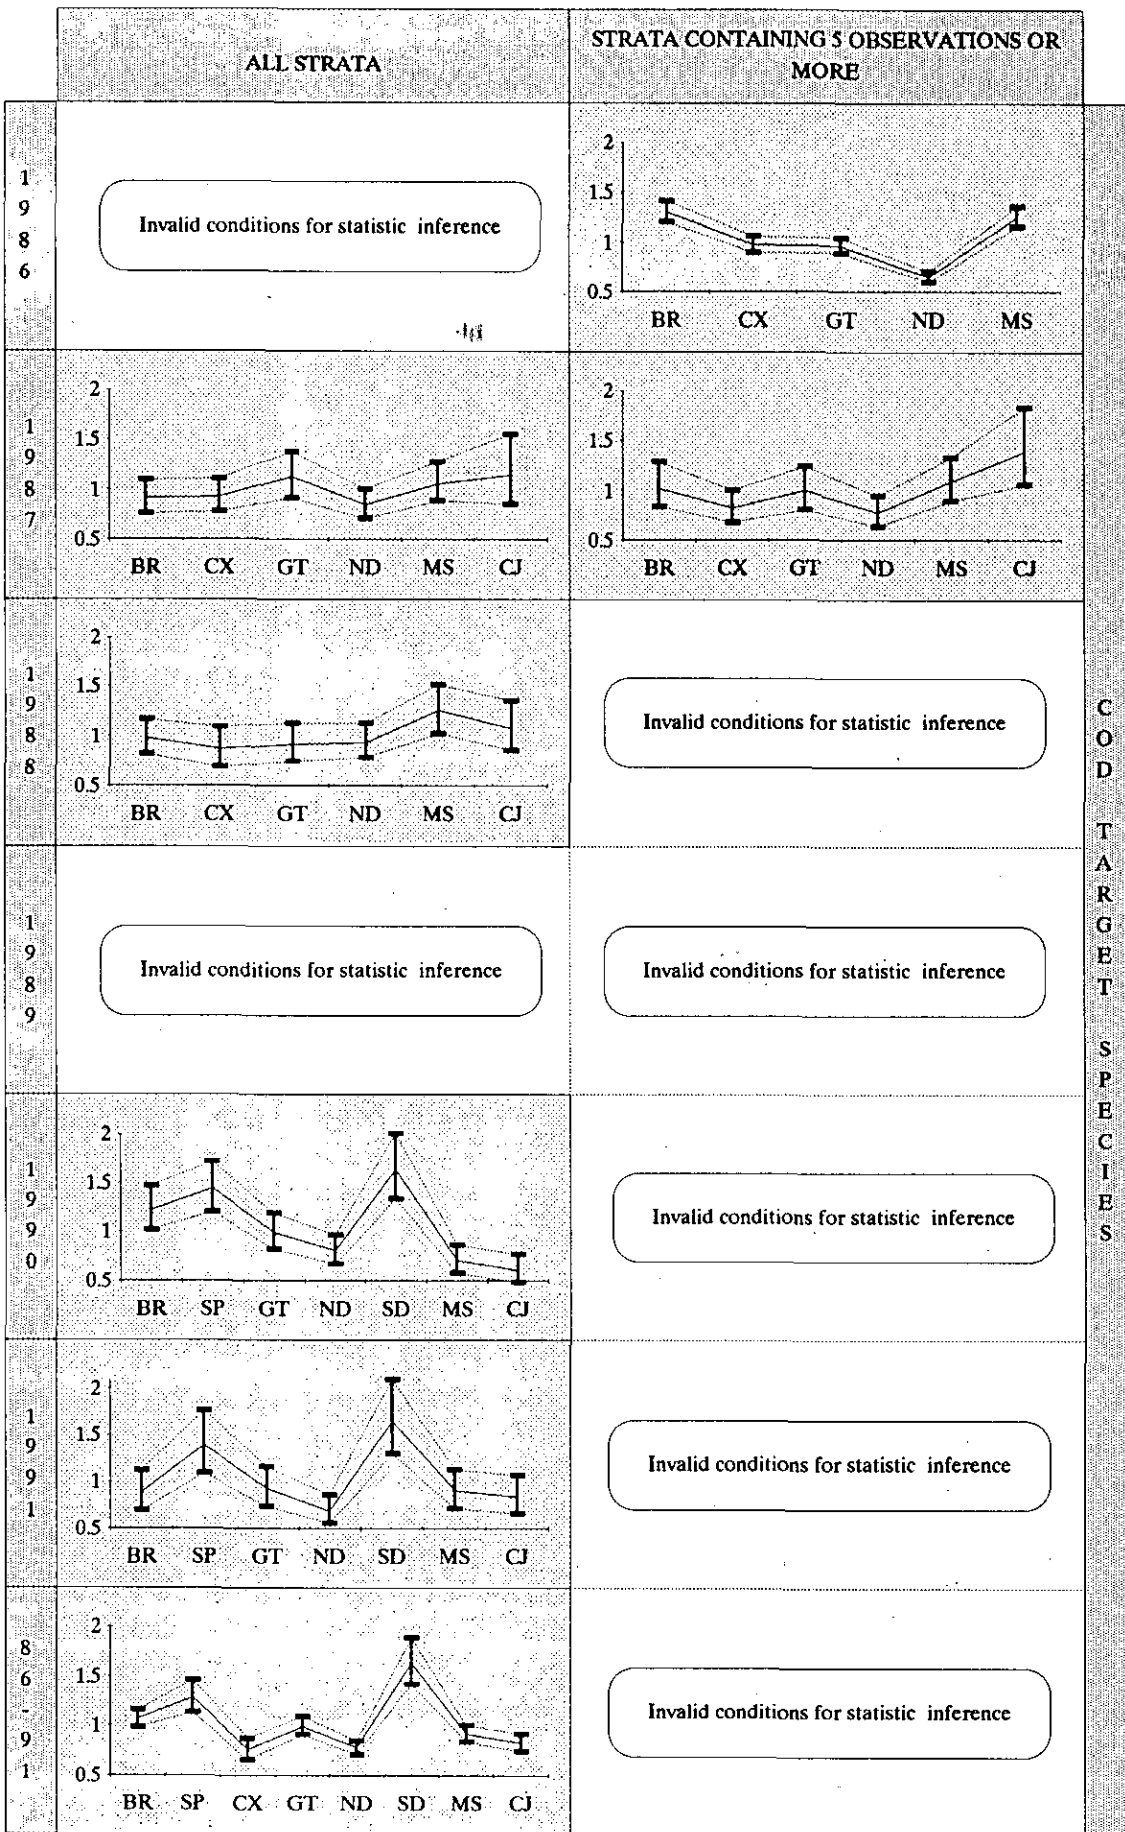 ALL STRATA
STRATA CONTAINING 5 OBSERVATIONS OR
MORE
1
9
8
6
Invalid conditions for statistic inference
2
1.5
1
0.5
BR CX GT ND MS
1
9
8
7
2
1.5
1
0.5
BR CX GT ND MS CJ
2
1.5
1
0.5
BR CX GT ND MS CJ
1
9
8
8
2
1.5
1
0.5
BR CX GT ND MS CJ
Invalid conditions for statistic inference
1
9
8
9
Invalid conditions for statistic inference
Invalid conditions for statistic inference
1
9
9
0
2
1.5
1
0.5
BR SP GT ND SD MS CJ
Invalid conditions for statistic inference
1
9
9
1
2
1.5
1
0.5
BR SP GT ND SD MS CJ
Invalid conditions for statistic inference
8
6
-
9
1
2
1.5
1
0.5
BR SP CX GT ND SD MS CJ
Invalid conditions for statistic inference
C
O
D
T
A
R
G
E
T
S
P
E
C
I
E
S